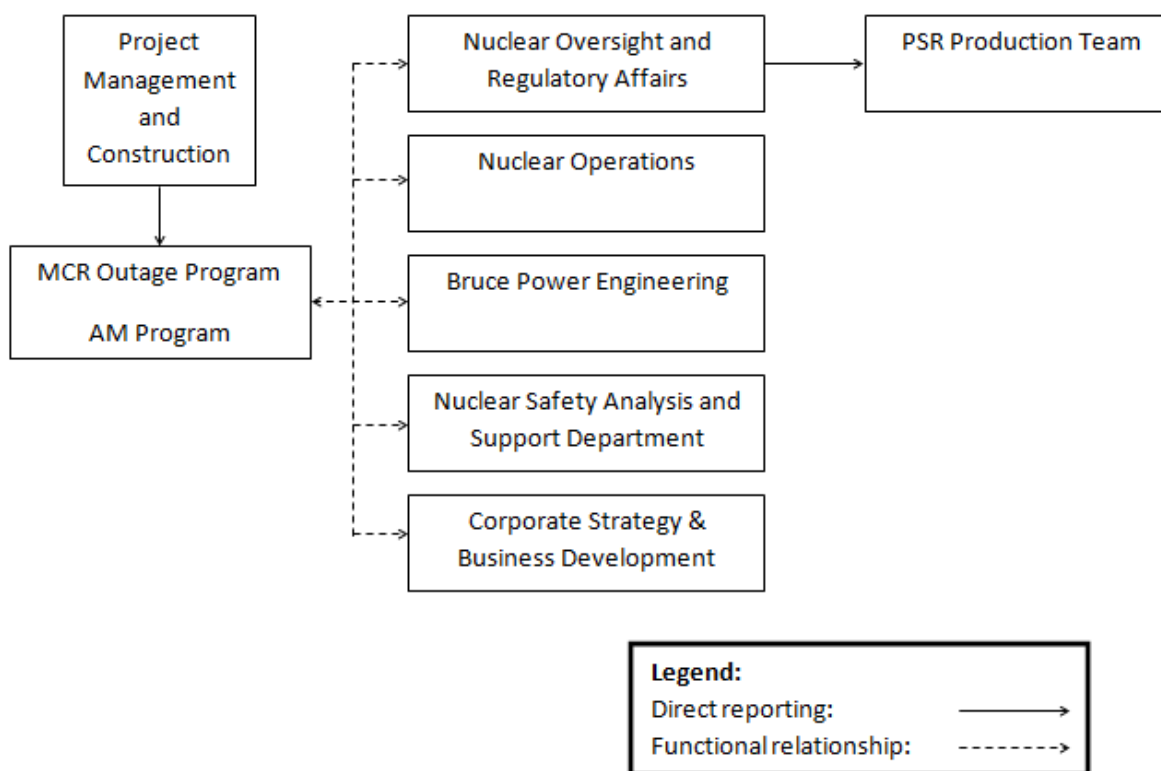 Project
Management
and
Construction
MCR Outage Program
AM Program
Nuclear Oversight and
Regulatory Affairs
Nuclear Operations
Bruce Power Engineering
Nuclear Safety Analysis and
Support Department
Corporate Strategy &
Business Development
PSR Production Team
Legend:
Direct reporting:
Functional relationship: